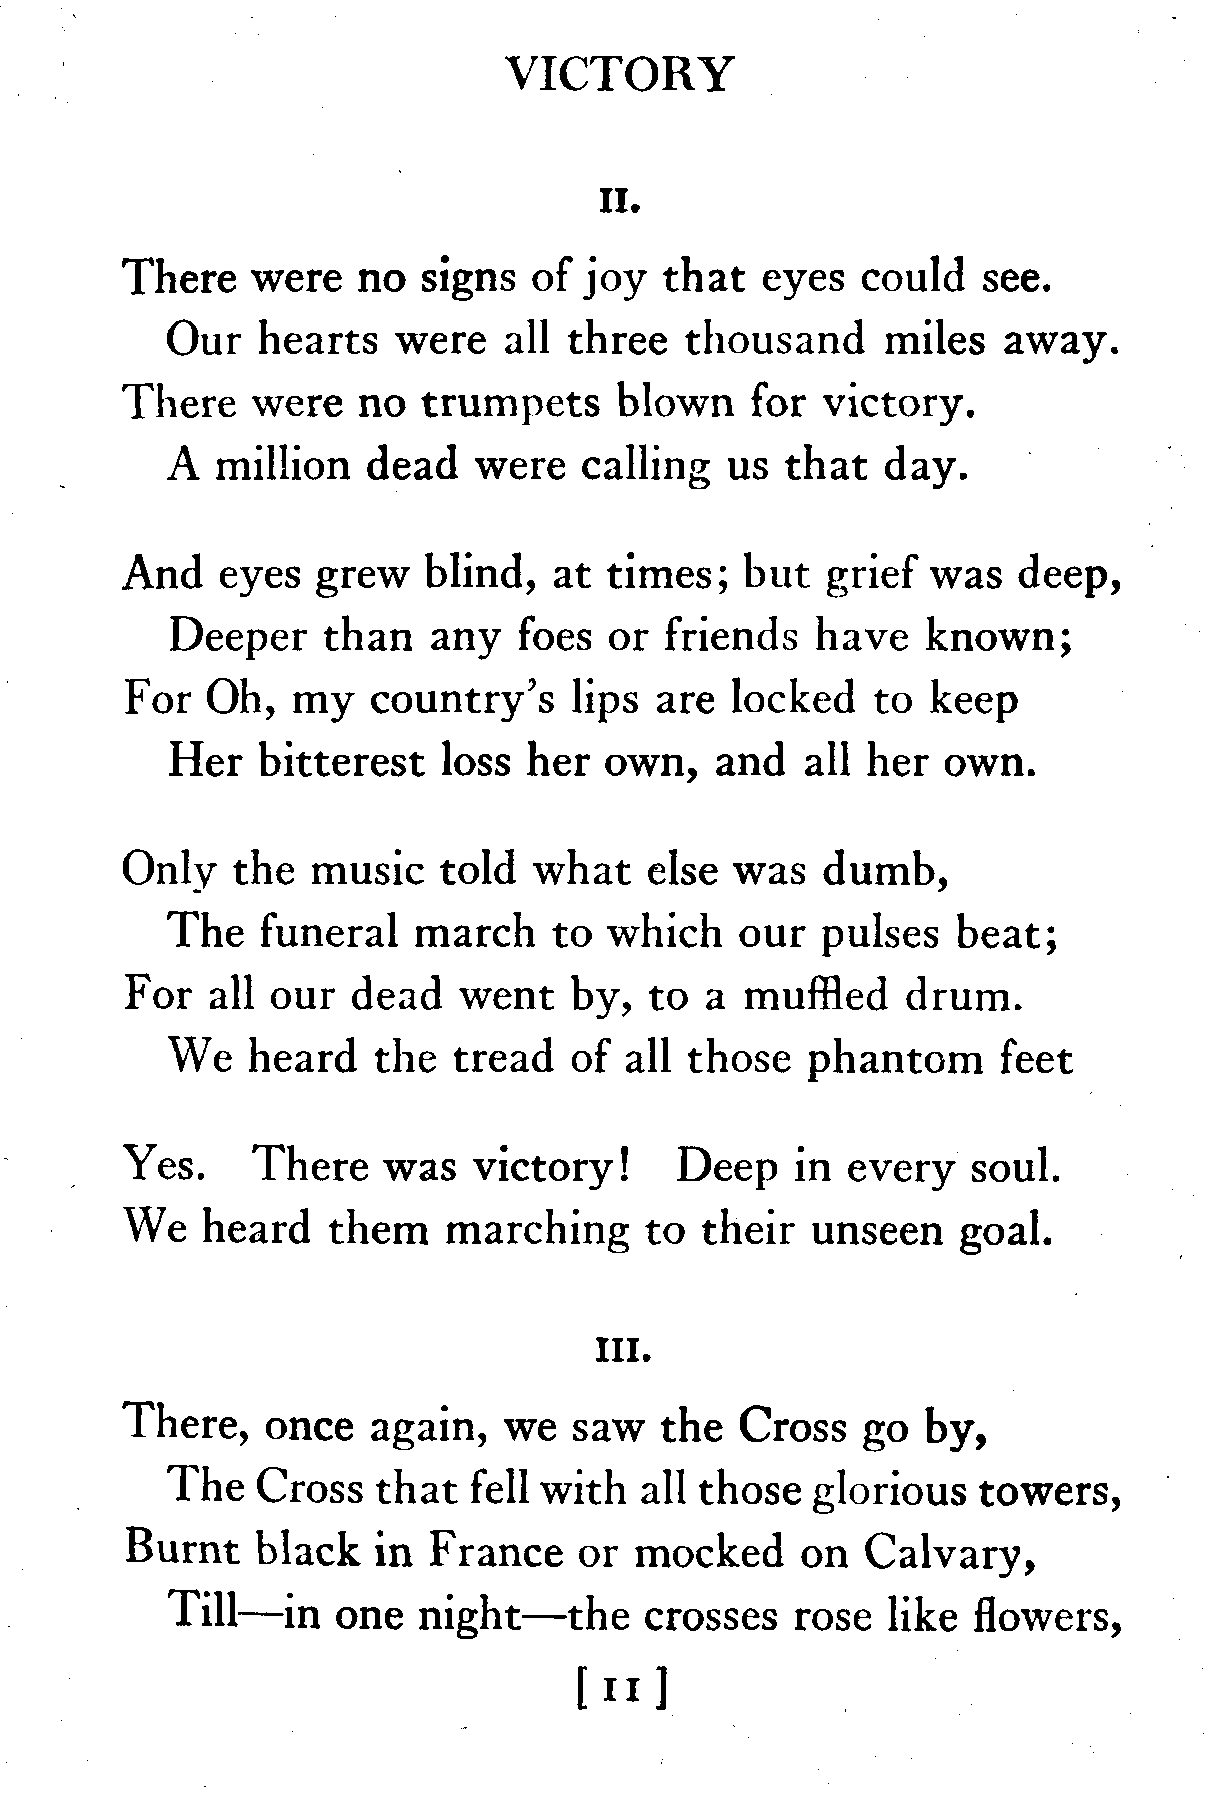 VICTORY
II.
There were no signs of joy that eyes could see.
Our hearts were all three thousand miles away.
There were no trumpets blown for victory.
A million dead were calling us that day.
And eyes grew blind, at times; but grief was deep,
Deeper than any foes or friends have known;
For Oh, my country's lips are locked to keep
Her bitterest loss her own, and all her own.
Only the music told what else was dumb,
The funeral march to which our pulses beat;
For all our dead went by, to a muffled drum.
We heard the tread of all those phantom feet
Yes. There was victory! Deep in every soul.
We heard them marching to their unseen goal.
III.
There, once again, we saw the Cross go by,
The Cross that fell with all those glorious towers,
Burnt black in France or mocked on Calvary,
Till—in one night—the crosses rose like flowers,
[ 11 ]